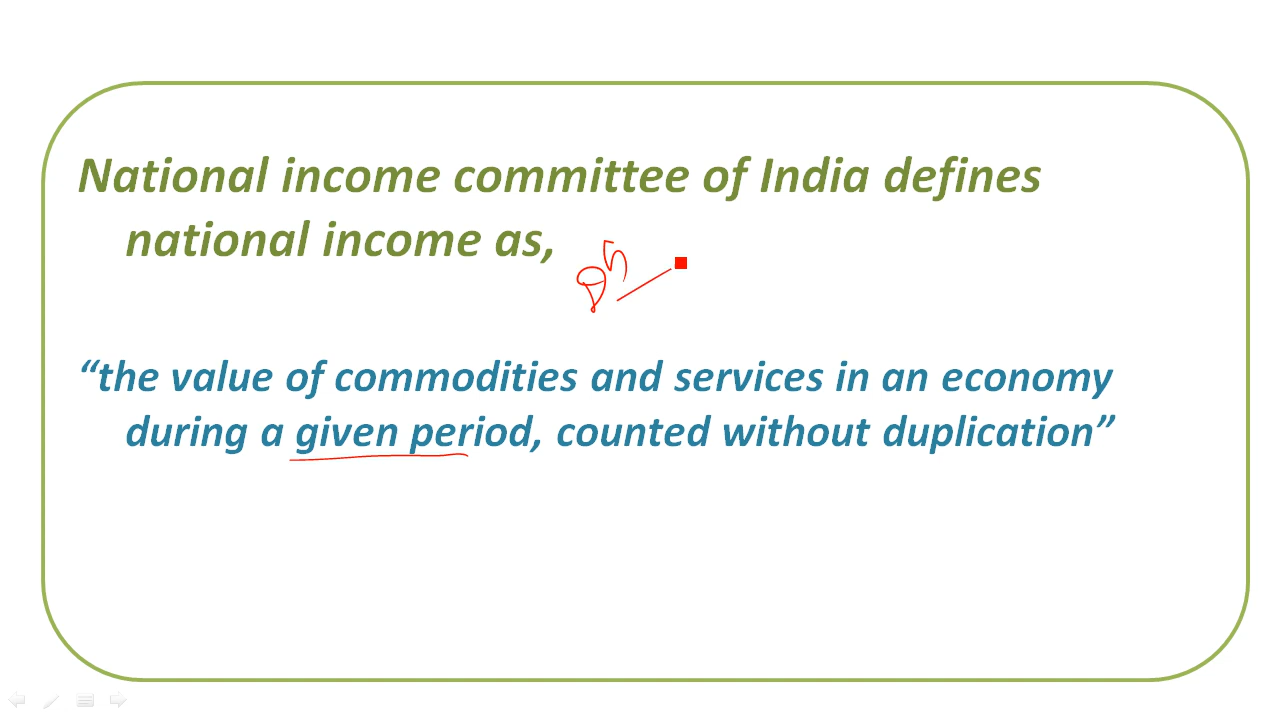 National income committee of India defines
national income as,
“the value of commodities and services in an economy
during a given period, counted without duplication”